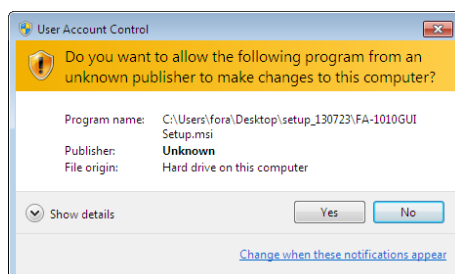 User Account Control
Do you want to allow the following program from an
unknown publisher to make changes to this computer?
Program name: C:\Users\fora\Desktop\setup_130723\FA-1010GUI
Setup.msi
Publisher: Unknown
File origin: Hard drive on this computer
Show details
Yes
No
Change when these notifications appear